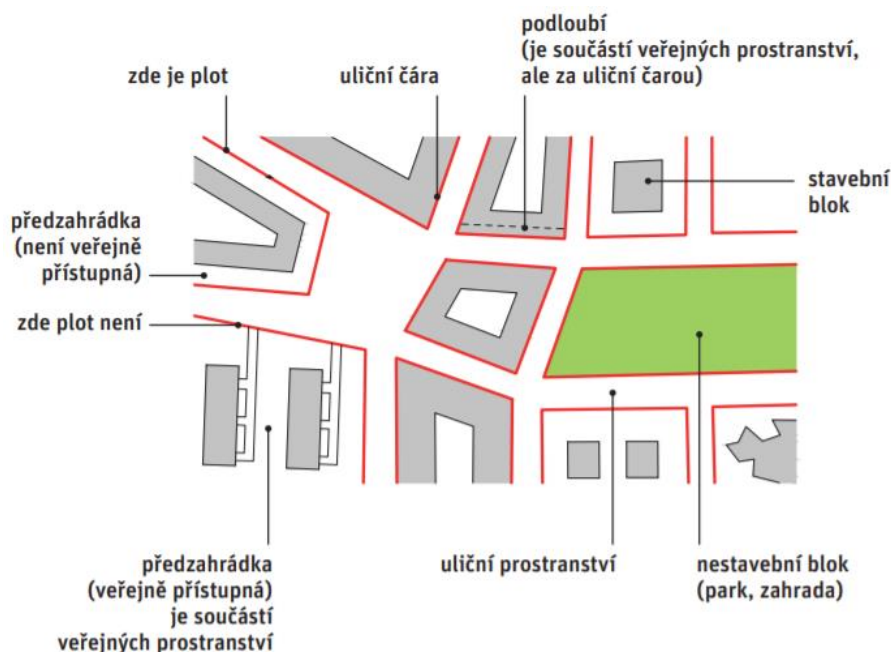 podloubí
(je součástí veřejných prostranství,
ale za uliční čarou)
zde je plot
uliční čára
stavební
blok
předzahrádka
(není veřejně
přístupná)
zde plot není
předzahrádka
(veřejně přístupná)
je součástí
veřejných prostranství
uliční prostranství
nestavební blok
(park, zahrada)